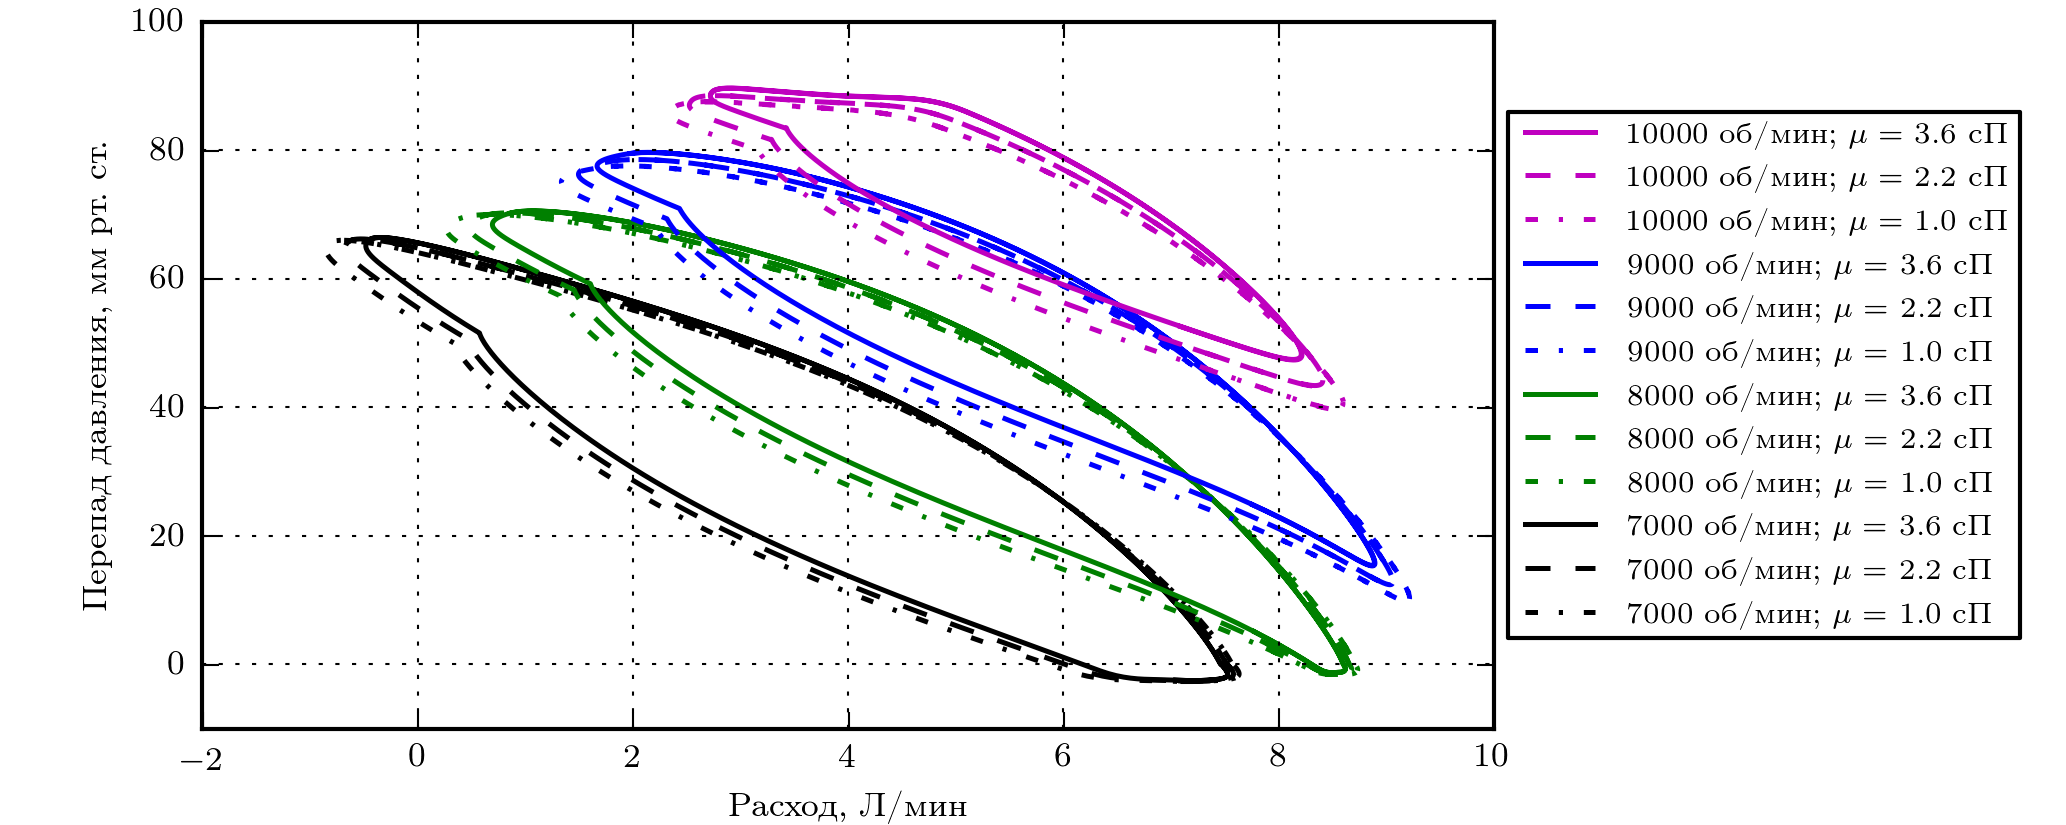 Перепад давления, мм рт. ст.
100
80
60
40
20
0
−2 0 2 4 6 8 10
Расход, Л/мин
10000 об/мин; μ = 3.6 сП
10000 об/мин; μ = 2.2 сП
10000 об/мин; μ = 1.0 сП
9000 об/мин; μ = 3.6 сП
9000 об/мин; μ = 2.2 сП
9000 об/мин; μ = 1.0 сП
8000 об/мин; μ = 3.6 сП
8000 об/мин; μ = 2.2 сП
8000 об/мин; μ = 1.0 сП
7000 об/мин; μ = 3.6 сП
7000 об/мин; μ = 2.2 сП
7000 об/мин; μ = 1.0 сП